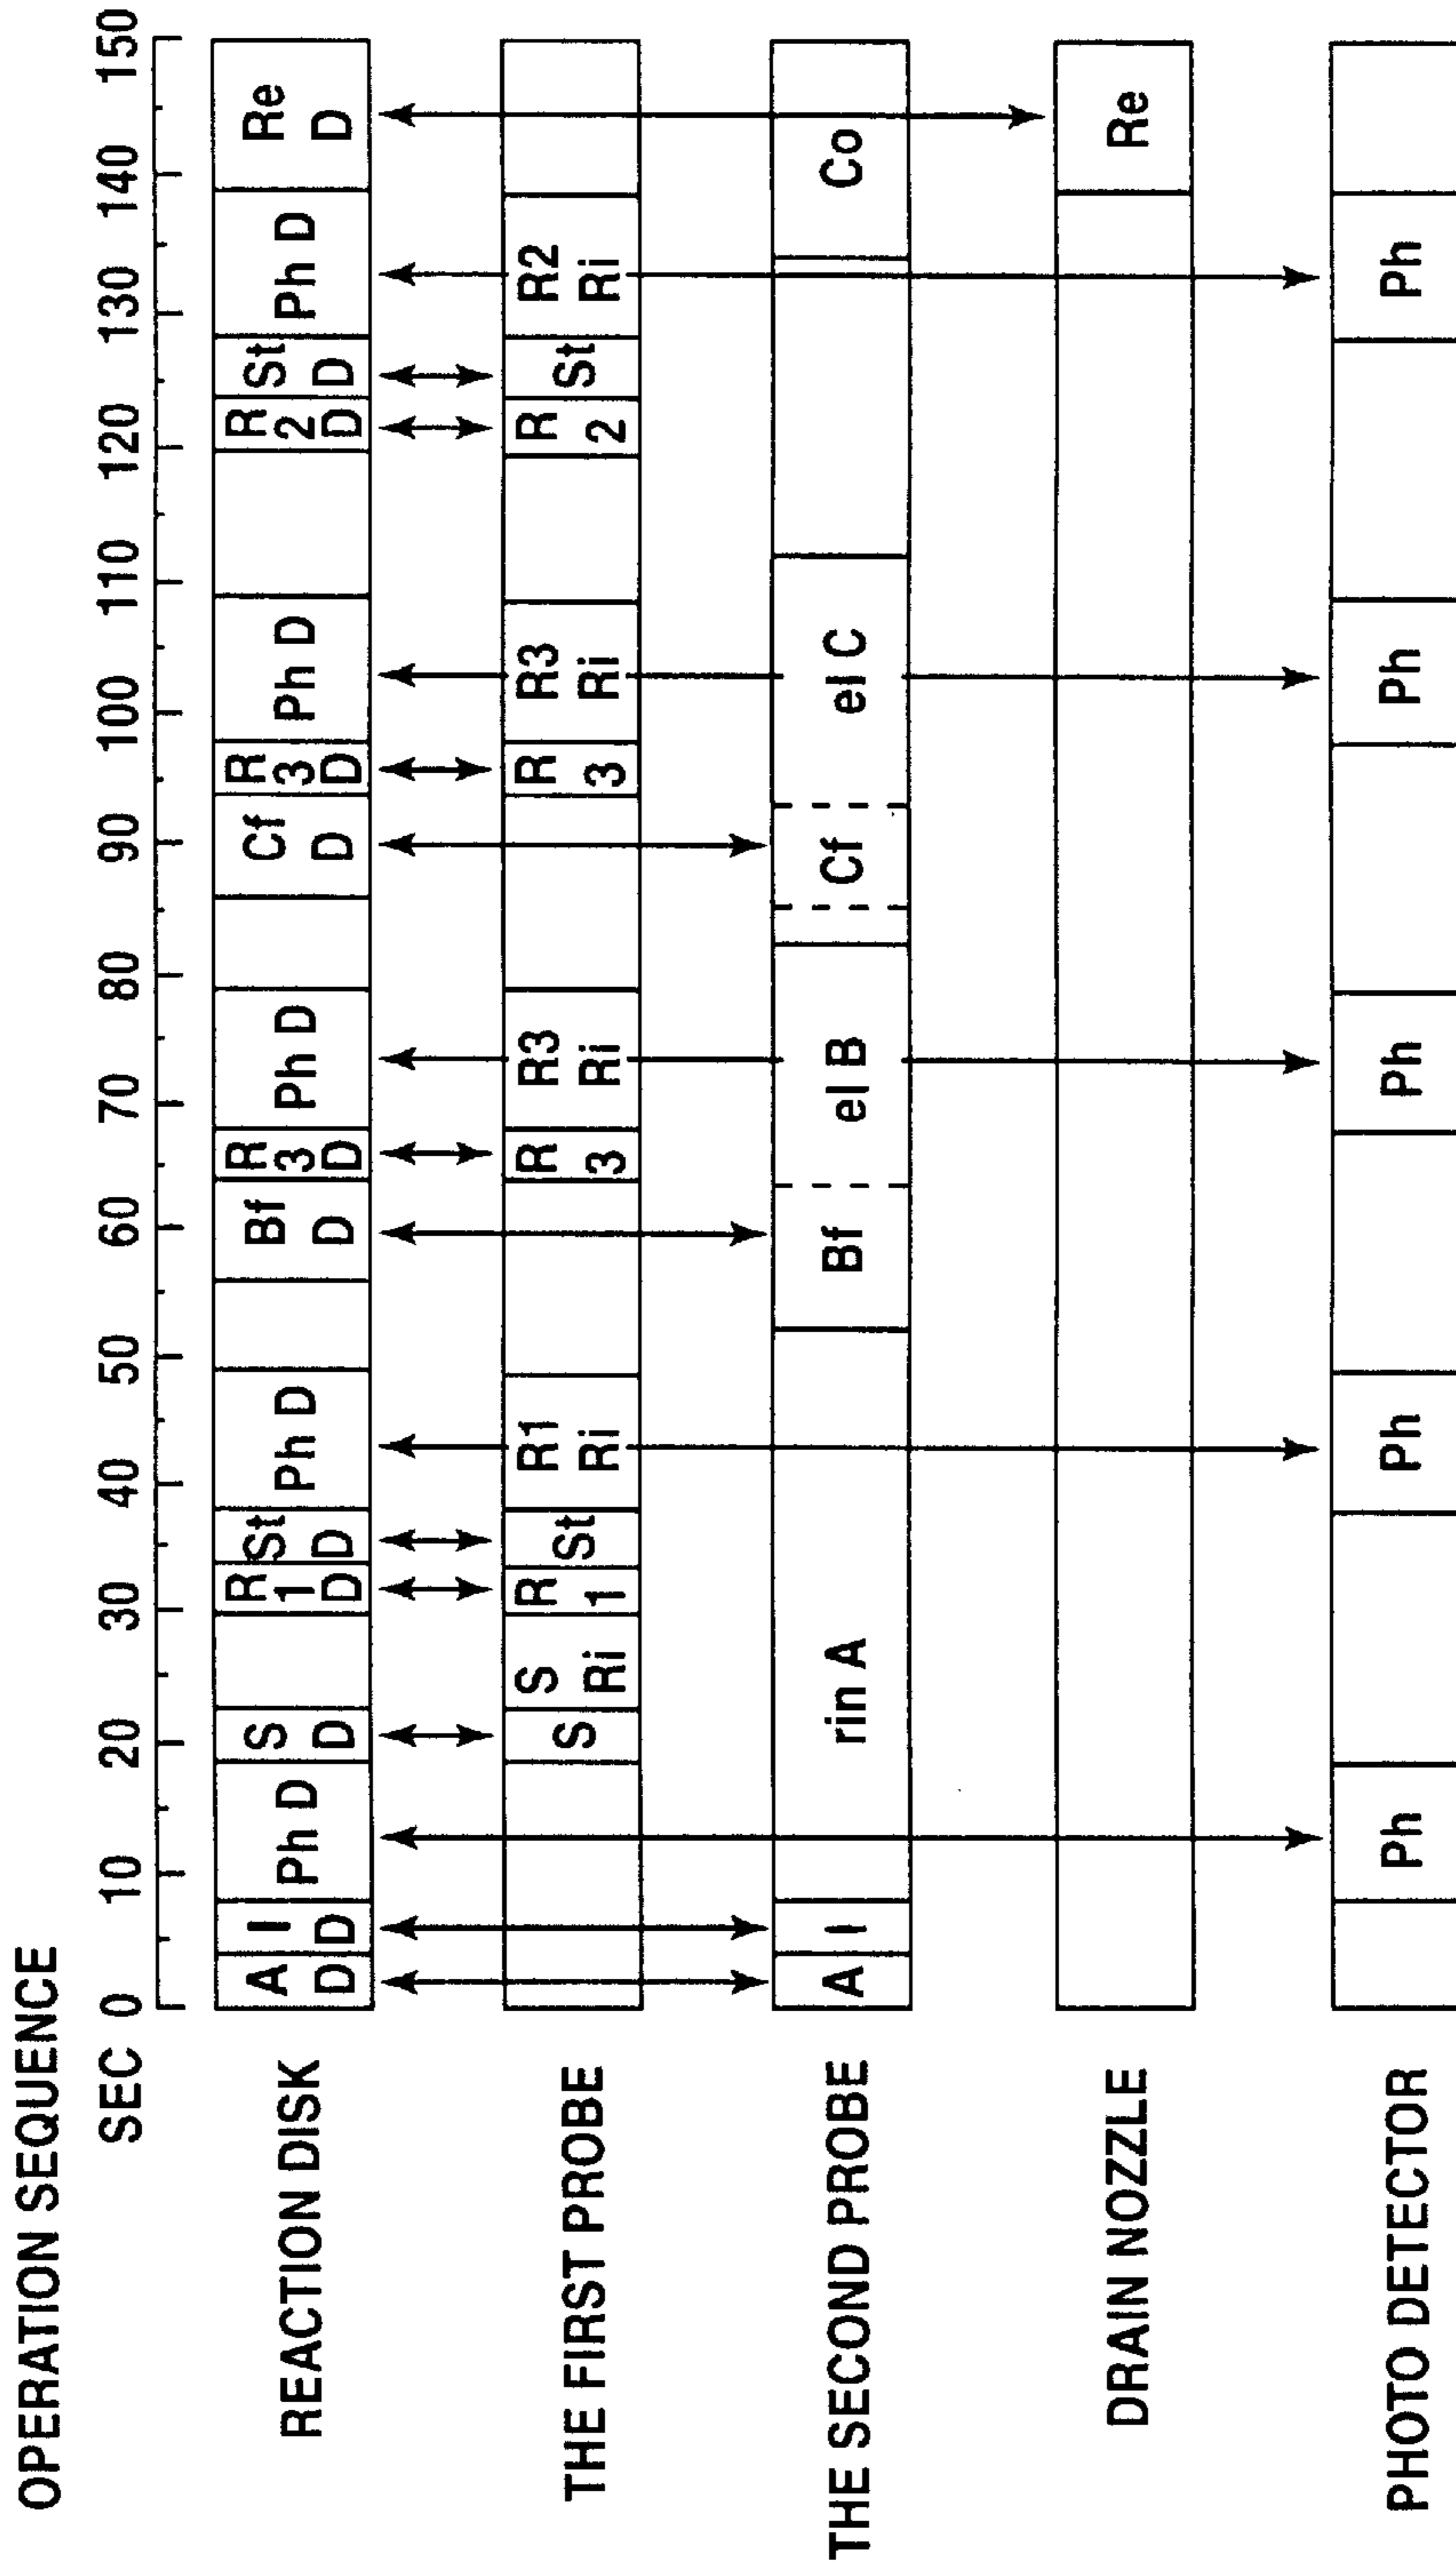 OPERATION SEQUENCE
SEC 0 10 20 30 40 50 60 70 80 90 100 110 120 130 140 150
REACTION DISK
A
D
I
D
Ph D
S
D
R
1
D
St
D
Ph D
Bf
D
R
3
D
Ph D
Cf
D
R
3
D
Ph D
R
2
D
St
D
Ph D
Re
D
THE FIRST PROBE
S
S
Ri
R
1
St
R1
Ri
R
3
R3
Ri
R
3
R3
Ri
R
2
St
R2
Ri
THE SECOND PROBE
A
I
rin A
Bf
el B
Cf
el C
Co
DRAIN NOZZLE
Re
PHOTO DETECTOR
Ph
Ph
Ph
Ph
Ph